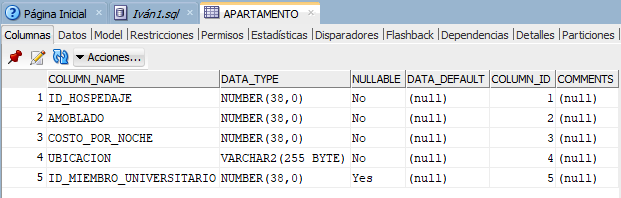 Página Inicial Iván1.sql APARTAMENTO
Columnas Datos Model Restricciones Permisos Estadísticas Disparadores Flashback Dependencias Detalles Particiones
Acciones...
COLUMN_NAME DATA_TYPE NULLABLE DATA_DEFAULT COLUMN_ID COMMENTS
1 ID_HOSPEDAJE NUMBER(38,0) No (null) 1 (null)
2 AMOBLADO NUMBER(38,0) No (null) 2 (null)
3 COSTO_POR_NOCHE NUMBER(38,0) No (null) 3 (null)
4 UBICACION VARCHAR2(255 BYTE) No (null) 4 (null)
5 ID_MIEMBRO_UNIVERSITARIO NUMBER(38,0) Yes (null) 5 (null)